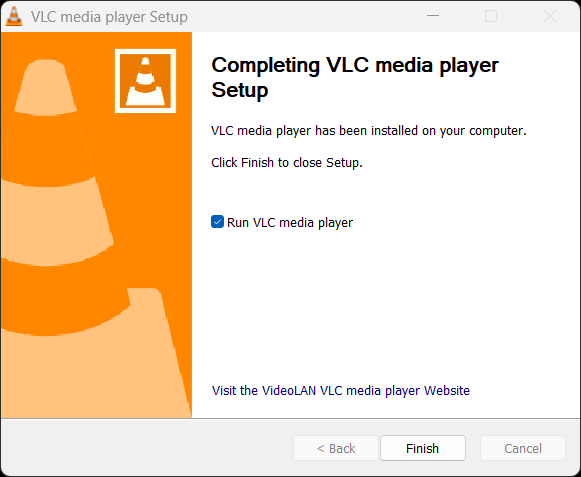 VLC media player Setup
Completing VLC media player
Setup
VLC media player has been installed on your computer.
Click Finish to close Setup.
Run VLC media player
Visit the VideoLAN VLC media player Website
< Back
Finish
Cancel